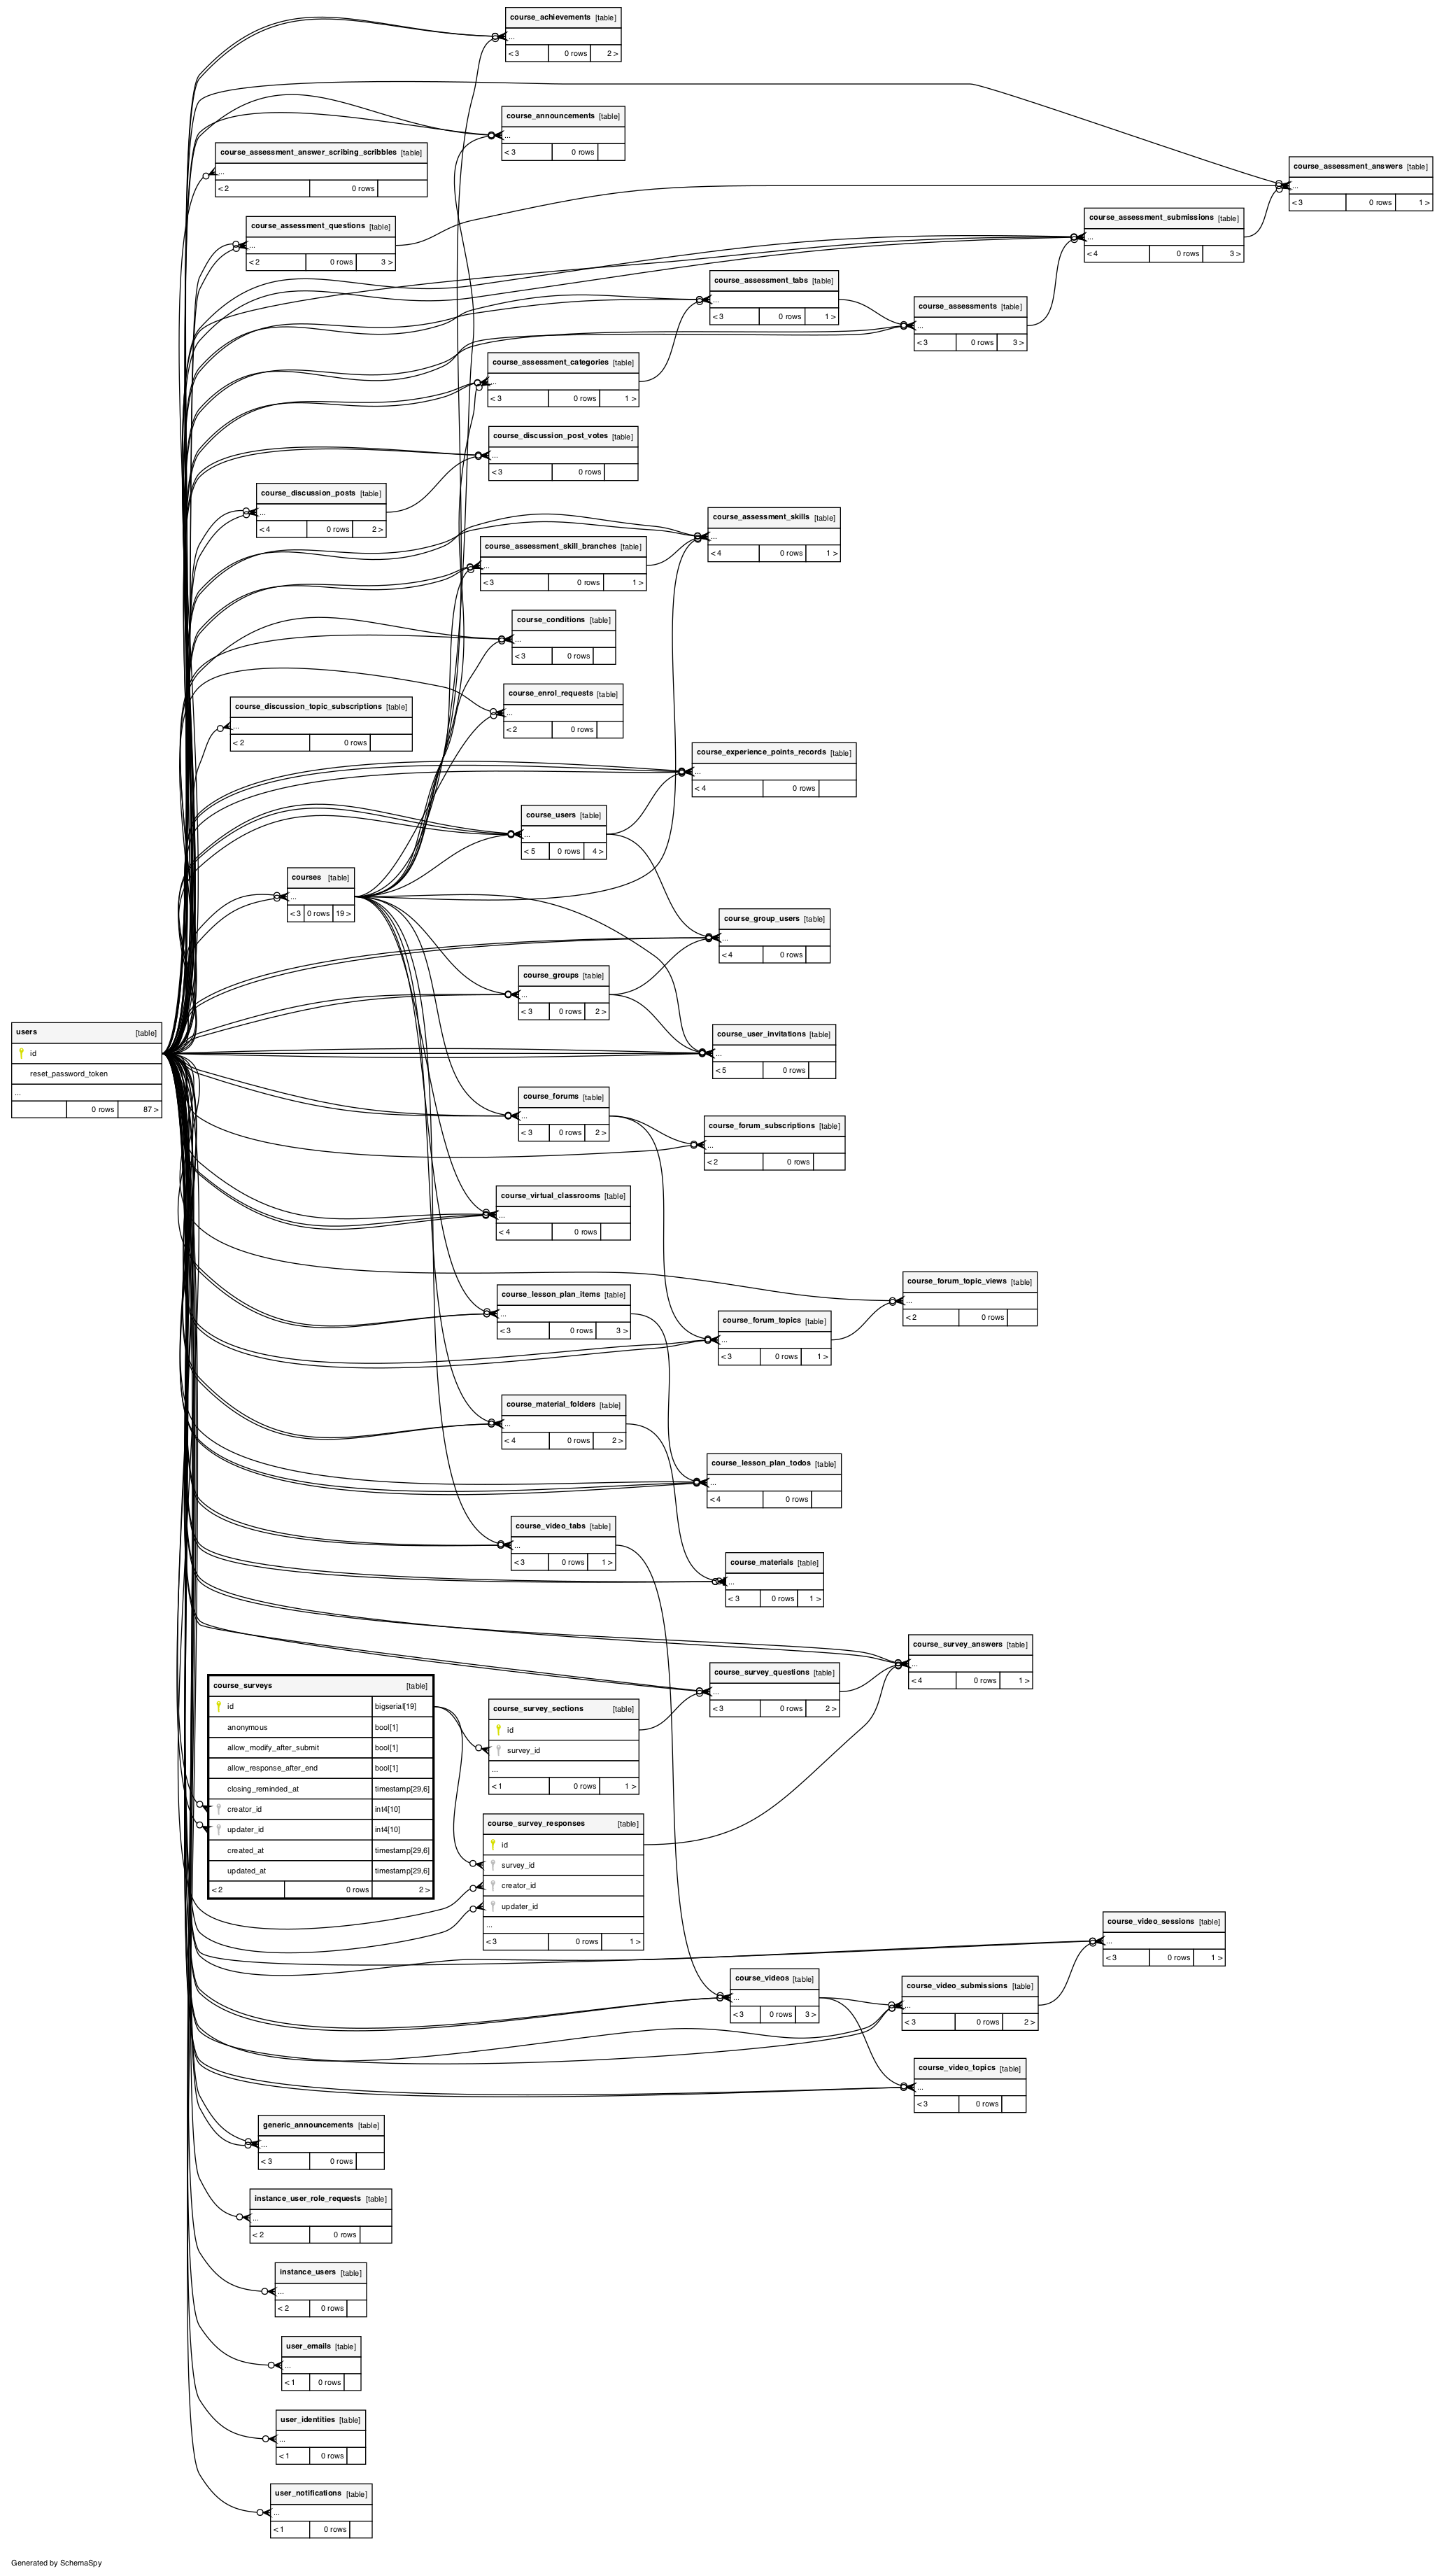 course_achievements [table]
...
< 3 0 rows 2 >
course_announcements [table]
...
< 3 0 rows
course_assessment_answer_scribing_scribbles [table]
...
< 2 0 rows
course_assessment_answers [table]
...
< 3 0 rows 1 >
course_assessment_submissions [table]
...
< 4 0 rows 3 >
course_assessment_questions [table]
...
< 2 0 rows 3 >
course_assessment_tabs [table]
...
< 3 0 rows 1 >
course_assessments [table]
...
< 3 0 rows 3 >
course_assessment_categories [table]
...
< 3 0 rows 1 >
course_discussion_post_votes [table]
...
< 3 0 rows
course_discussion_posts [table]
...
< 4 0 rows 2 >
course_assessment_skills [table]
...
< 4 0 rows 1 >
course_assessment_skill_branches [table]
...
< 3 0 rows 1 >
course_conditions [table]
...
< 3 0 rows
course_enrol_requests [table]
...
< 2 0 rows
course_discussion_topic_subscriptions [table]
...
< 2 0 rows
course_experience_points_records [table]
...
< 4 0 rows
course_users [table]
...
< 5 0 rows 4 >
courses [table]
...
< 3 0 rows 19 >
course_group_users [table]
...
< 4 0 rows
course_groups [table]
...
< 3 0 rows 2 >
users [table]
id
reset_password_token
...
0 rows 87 >
course_user_invitations [table]
...
< 5 0 rows
course_forums [table]
...
< 3 0 rows 2 >
course_forum_subscriptions [table]
...
< 2 0 rows
course_virtual_classrooms [table]
...
< 4 0 rows
course_forum_topic_views [table]
...
< 2 0 rows
course_lesson_plan_items [table]
...
< 3 0 rows 3 >
course_forum_topics [table]
...
< 3 0 rows 1 >
course_material_folders [table]
...
< 4 0 rows 2 >
course_lesson_plan_todos [table]
...
< 4 0 rows
course_video_tabs [table]
...
< 3 0 rows 1 >
course_materials [table]
...
< 3 0 rows 1 >
course_survey_answers [table]
...
< 4 0 rows 1 >
course_survey_questions [table]
...
< 3 0 rows 2 >
course_surveys [table]
id bigserial[19]
anonymous bool[1]
allow_modify_after_submit bool[1]
allow_response_after_end bool[1]
closing_reminded_at timestamp[29,6]
creator_id int4[10]
updater_id int4[10]
created_at timestamp[29,6]
updated_at timestamp[29,6]
< 2 0 rows 2 >
course_survey_sections [table]
id
survey_id
...
< 1 0 rows 1 >
course_survey_responses [table]
id
survey_id
creator_id
updater_id
...
< 3 0 rows 1 >
course_video_sessions [table]
...
< 3 0 rows 1 >
course_videos [table]
...
< 3 0 rows 3 >
course_video_submissions [table]
...
< 3 0 rows 2 >
course_video_topics [table]
...
< 3 0 rows
generic_announcements [table]
...
< 3 0 rows
instance_user_role_requests [table]
...
< 2 0 rows
instance_users [table]
...
< 2 0 rows
user_emails [table]
...
< 1 0 rows
user_identities [table]
...
< 1 0 rows
user_notifications [table]
...
< 1 0 rows
Generated by SchemaSpy